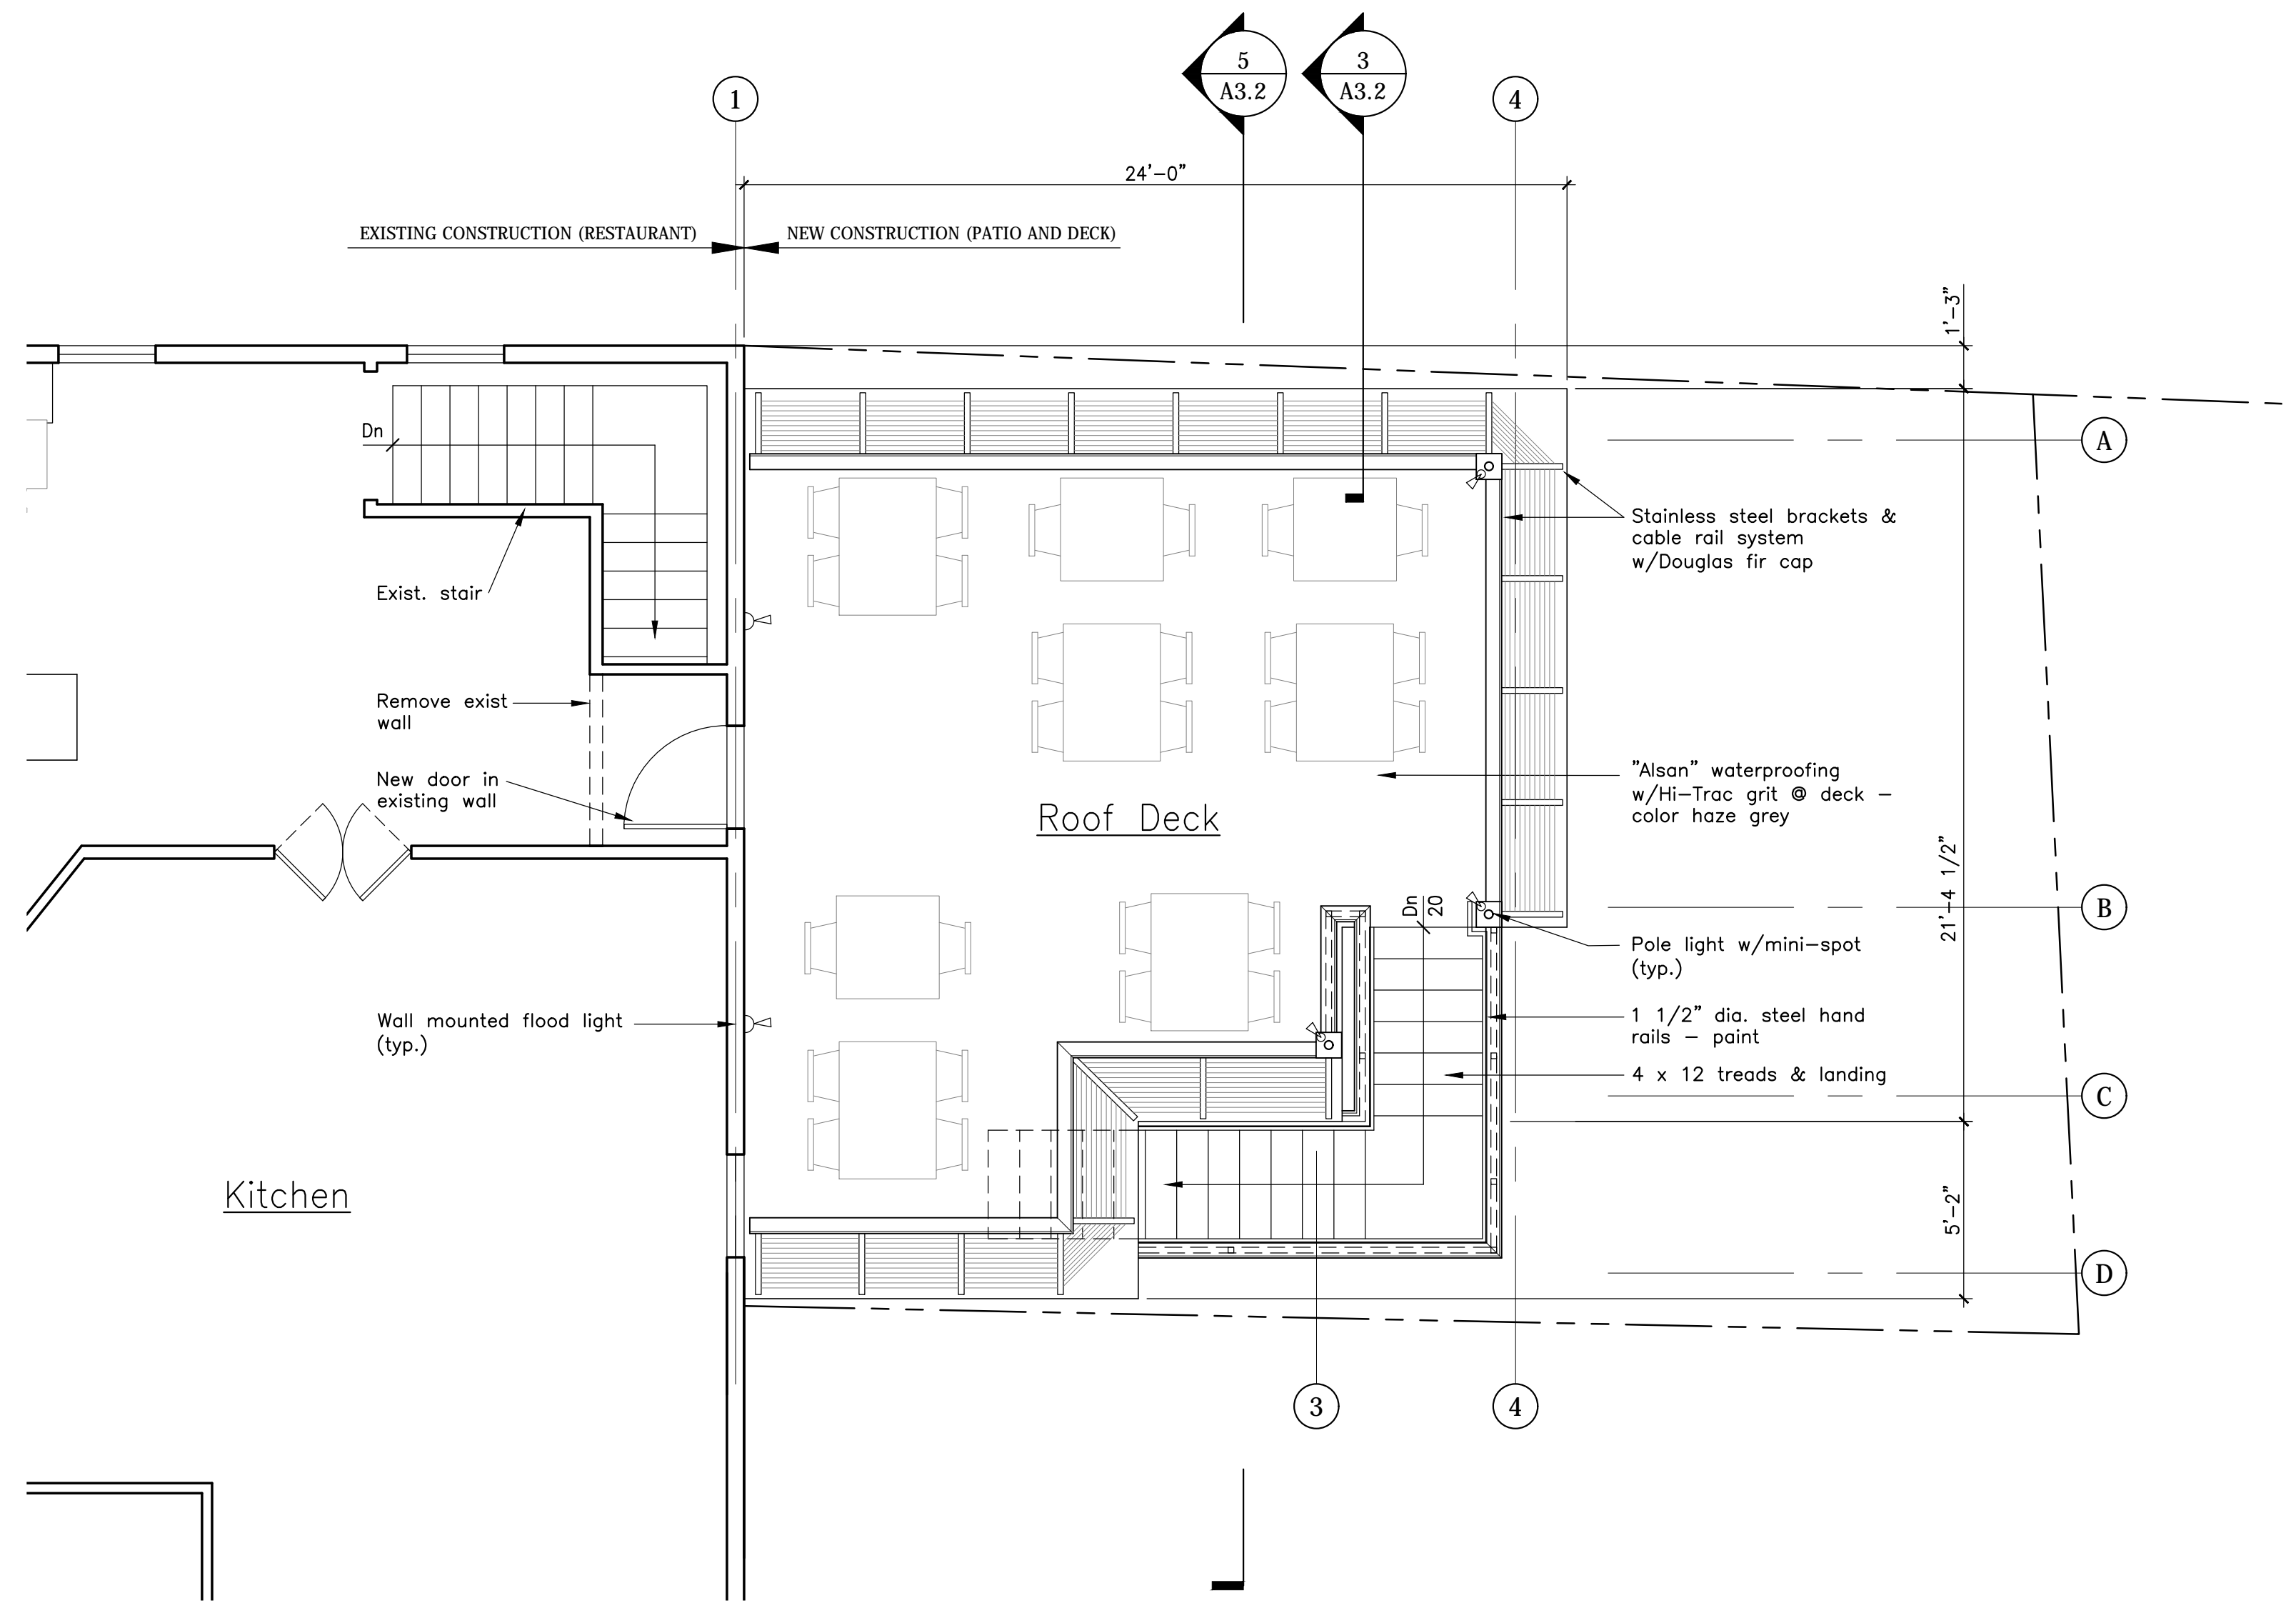 5
A3.2
3
A3.2
1
4
24'-0"
EXISTING CONSTRUCTION (RESTAURANT)
NEW CONSTRUCTION (PATIO AND DECK)
1'-3"
A
Dn
Stainless steel brackets &
cable rail system
w/Douglas fir cap
Exist. stair
Remove exist
wall
New door in
existing wall
"Alsan" waterproofing
w/Hi-Trac grit @ deck -
color haze grey
Roof Deck
21'-4 1/2"
B
Dn
20
Pole light w/mini-spot
(typ.)
Wall mounted flood light
(typ.)
1 1/2" dia. steel hand
rails - paint
4 x 12 treads & landing
C
Kitchen
5'-2"
D
3
4